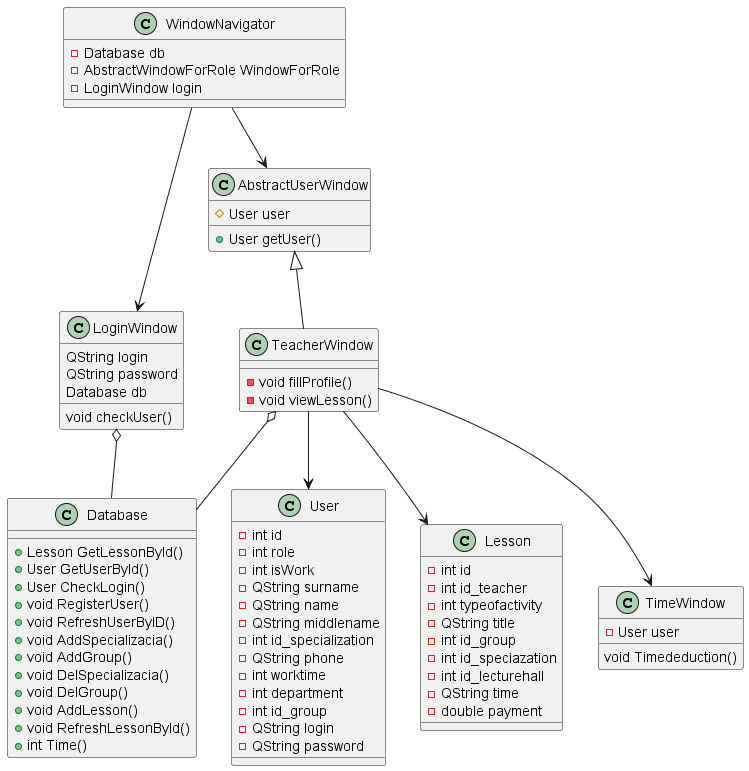 C WindowNavigator
Database db
AbstractWindowForRole WindowForRole
LoginWindow login
C AbstractUserWindow
User user
User getUser()
C LoginWindow
QString login
QString password
Database db
void checkUser()
C TeacherWindow
void fillProfile()
void viewLesson()
C Database
Lesson GetLessonById()
User GetUserById()
User CheckLogin()
void RegisterUser()
void RefreshUserByID()
void AddSpecializacia()
void AddGroup()
void DelSpecializacia()
void DelGroup()
void AddLesson()
void RefreshLessonById()
int Time()
C User
int id
int role
int isWork
QString surname
QString name
QString middlename
int id_specialization
QString phone
int worktime
int department
int id_group
QString login
QString password
C Lesson
int id
int id_teacher
int typeofactivity
QString title
int id_group
int id_speciazation
int id_lecturehall
QString time
double payment
C TimeWindow
User user
void Timededuction()